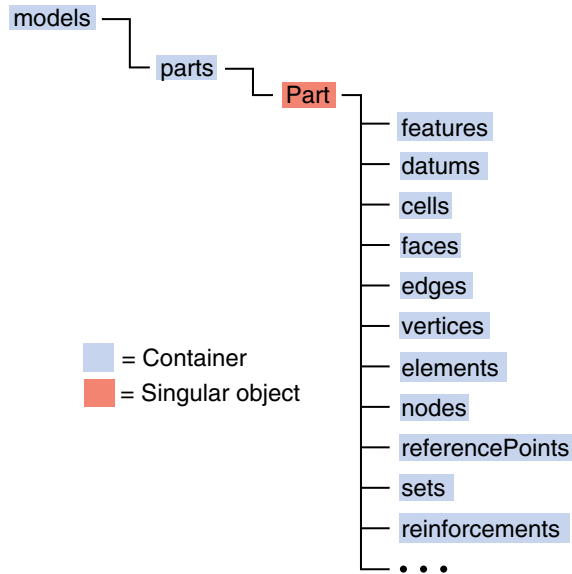 models
parts
Part
features
datums
cells
faces
edges
vertices
elements
nodes
referencePoints
sets
reinforcements
• • •
= Container
= Singular object